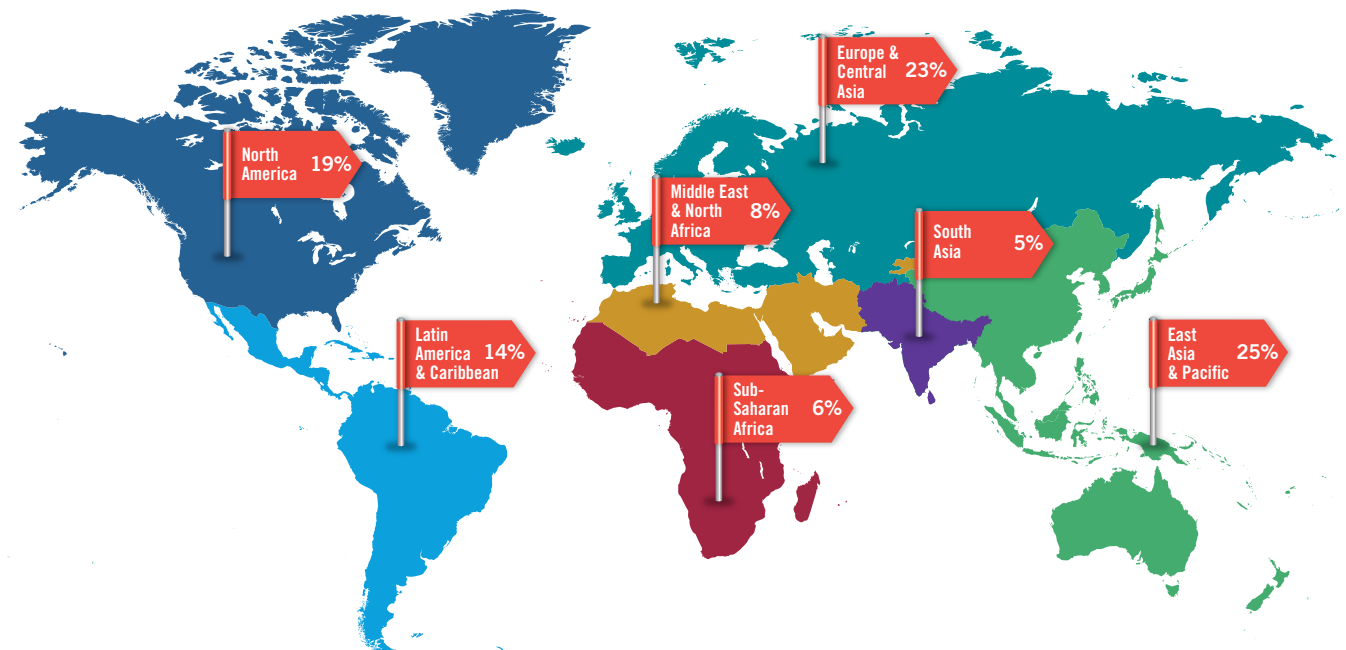 Europe &
Central 23%
Asia
North
America 19%
Middle East
& North 8%
Africa
South
Asia 5%
Latin
America 14%
& Caribbean
East
Asia 25%
& Pacific
Sub-
Saharan 6%
Africa